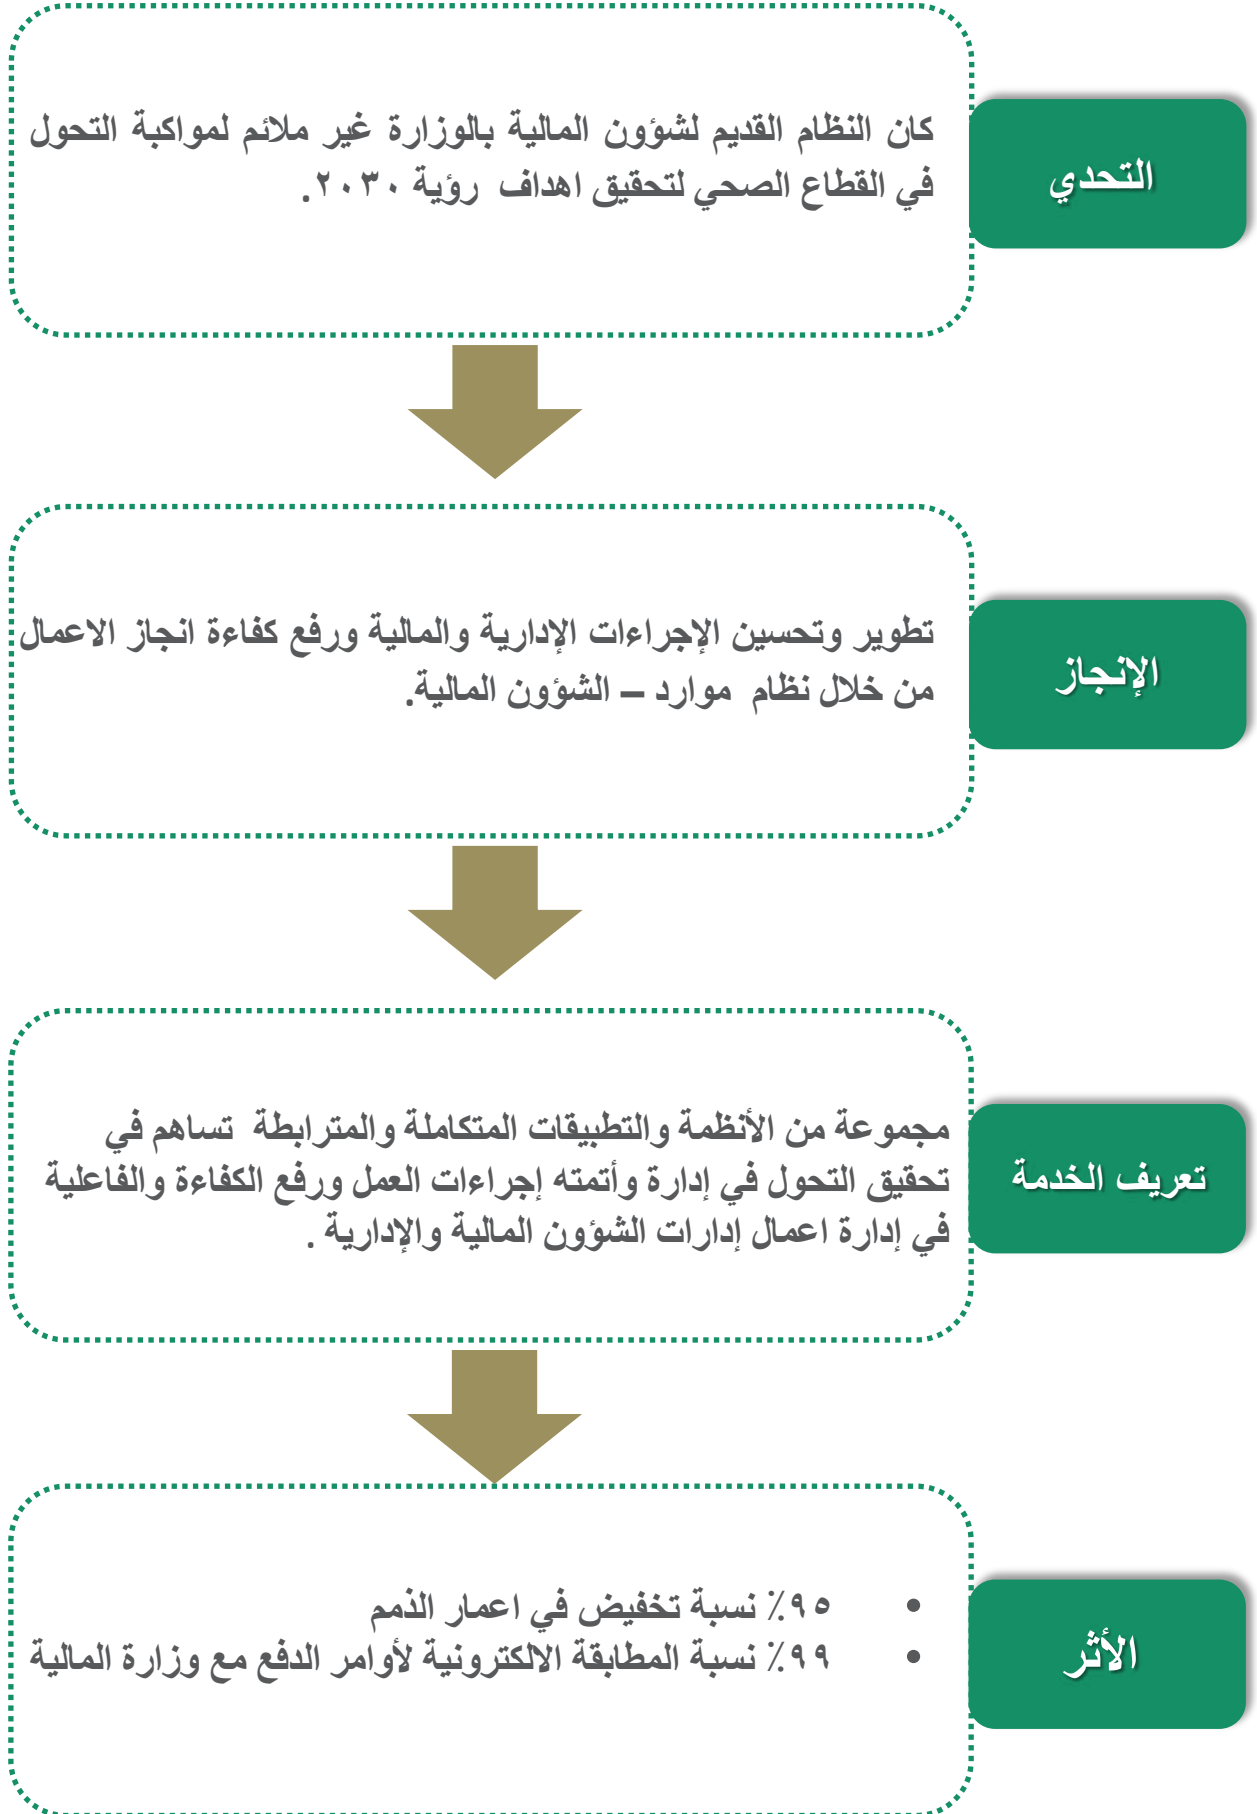 التحدي
كان النظام القديم لشؤون المالية بالوزارة غير ملائم لمواكبة التحول
في القطاع الصحي لتحقيق اهداف رؤية ٢٠٣٠.
الإنجاز
تطوير وتحسين الإجراءات الإدارية والمالية ورفع كفاءة انجاز الاعمال
من خلال نظام موارد – الشؤون المالية.
تعريف الخدمة
مجموعة من الأنظمة والتطبيقات المتكاملة والمترابطة تساهم في
تحقيق التحول في إدارة وأتمته إجراءات العمل ورفع الكفاءة والفاعلية
في إدارة اعمال إدارات الشؤون المالية والإدارية .
الأثر
• ٩٥٪ نسبة تخفيض في اعمار الذمم
• ٩٩٪ نسبة المطابقة الالكترونية لأوامر الدفع مع وزارة المالية